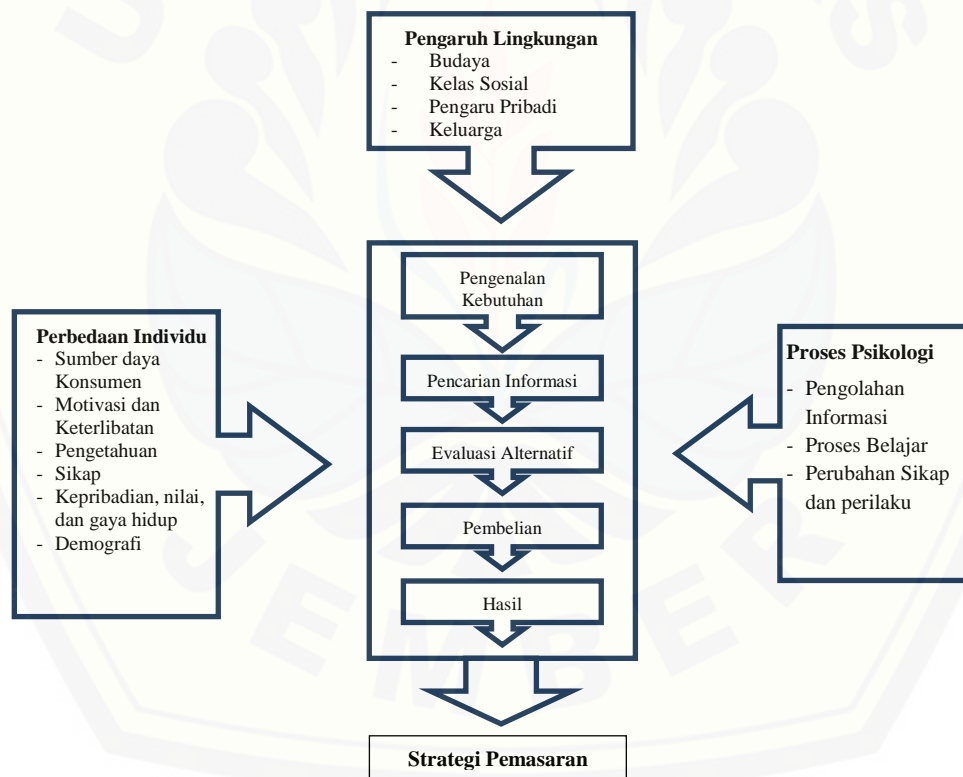 Pengaruh Lingkungan
- Budaya
- Kelas Sosial
- Pengaru Pribadi
- Keluarga
Perbedaan Individu
- Sumber daya
Konsumen
- Motivasi dan
Keterlibatan
- Pengetahuan
- Sikap
- Kepribadian, nilai,
dan gaya hidup
- Demografi
Pengenalan
Kebutuhan
Pencarian Informasi
Evaluasi Alternatif
Pembelian
Hasil
Proses Psikologi
- Pengolahan
Informasi
- Proses Belajar
- Perubahan Sikap
dan perilaku
Strategi Pemasaran
JEMBER